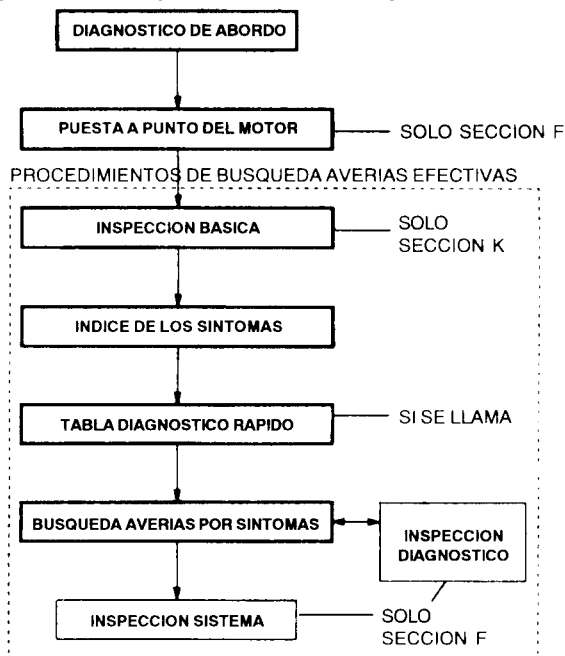 DIAGNOSTICO DE ABORDO
PUESTA A PUNTO DEL MOTOR
SOLO SECCION F
PROCEDIMIENTOS DE BUSQUEDA AVERIAS EFECTIVAS
INSPECCION BASICA
SOLO
SECCION K
INDICE DE LOS SINTOMAS
TABLA DIAGNOSTICO RAPIDO
SI SE LLAMA
BUSQUEDA AVERIAS POR SINTOMAS
INSPECCION
DIAGNOSTICO
INSPECCION SISTEMA
SOLO
SECCION F